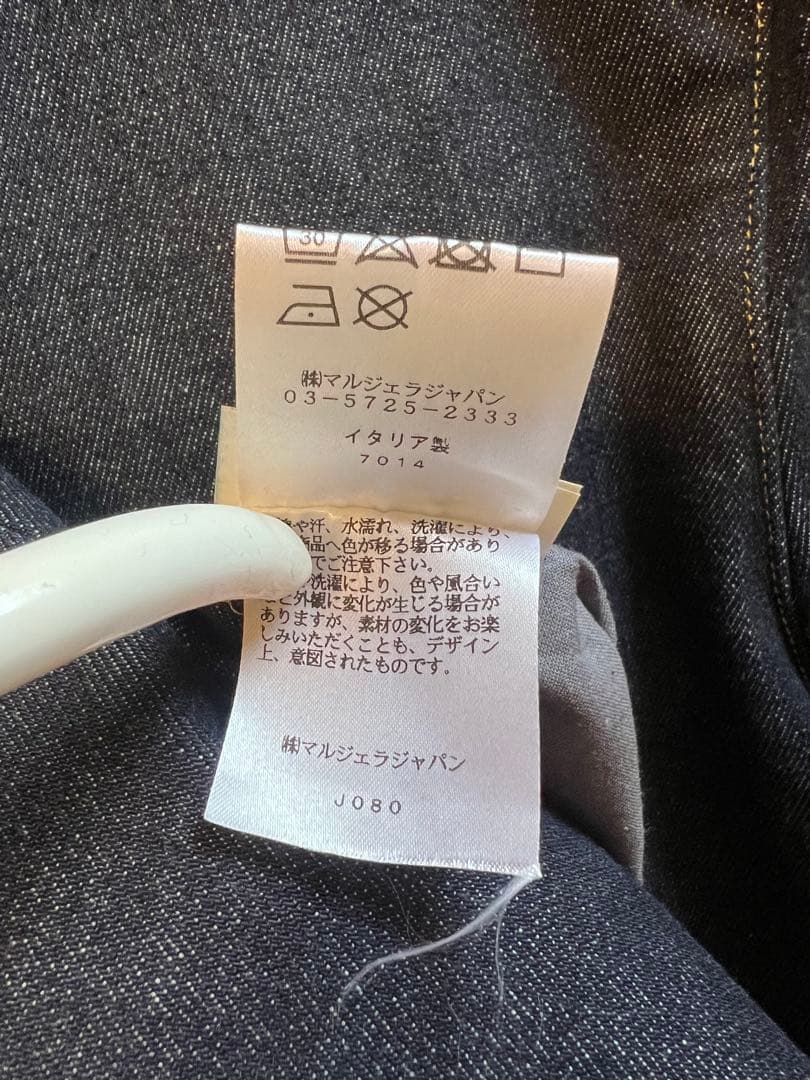 30
㈱マルジェラジャパン
03-5725-2333
イタリア製
7014
や汗、水濡れ、洗濯により、
商品へ色が移る場合があり
でご注意下さい。
洗濯により、色や風合い
ど外観に変化が生じる場合が
ありますが、素材の変化をお楽
しみいただくことも、デザイン
上、意図されたものです。
㈱マルジェラジャパン
J080